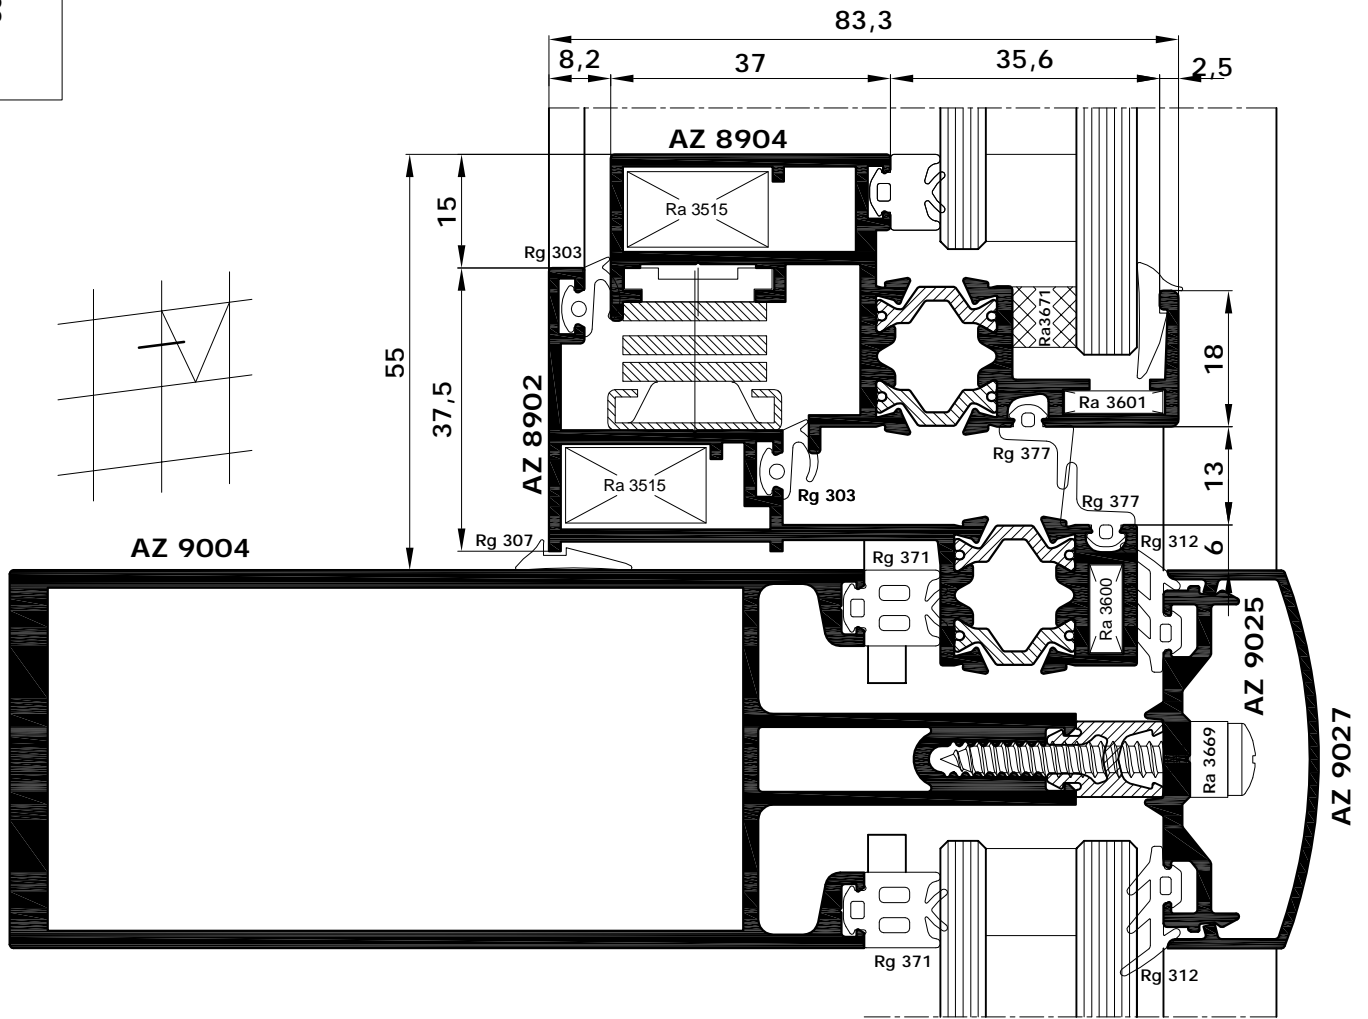 83,3
8,2
37
35,6
2,5
AZ 8904
15
Ra 3515
Rg 303
Ra3671
55
37,5
18
AZ 8902
Ra 3601
Rg 377
13
Ra 3515
Rg 303
Rg 377
AZ 9004
Rg 307
Rg 371
Rg 312
6
Ra 3600
AZ 9025
Ra 3669
AZ 9027
Rg 371
Rg 312